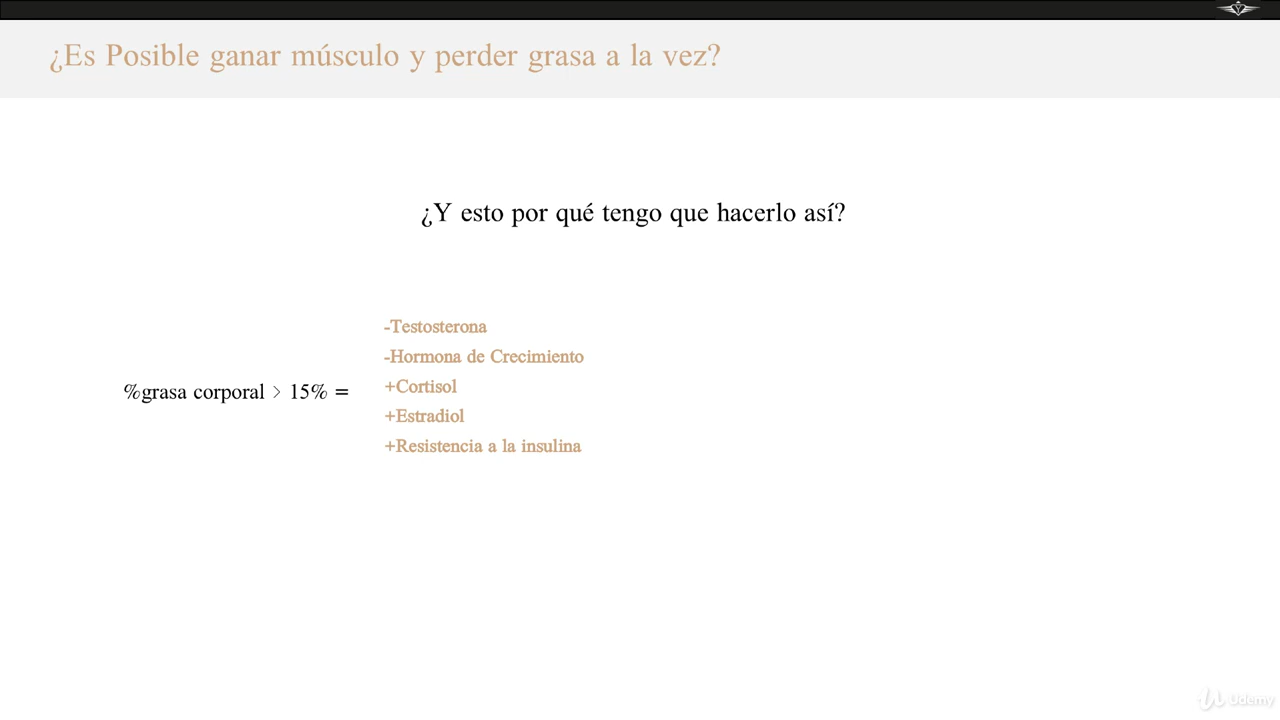 ¿Es Posible ganar músculo y perder grasa a la vez?
¿Y esto por qué tengo que hacerlo así?
%grasa corporal > 15% =
-Testosterona
-Hormona de Crecimiento
+Cortisol
+Estradiol
+Resistencia a la insulina
Udemy